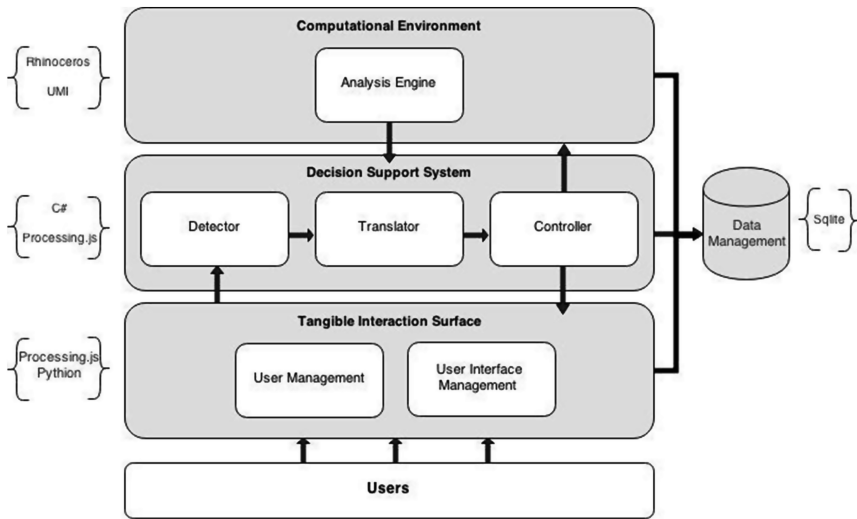 Computational Environment
Rhinoceros
UMI
Analysis Engine
Decision Support System
C#
Processing.js
Detector
Translator
Controller
Data
Management
Sqlite
Tangible Interaction Surface
Processing.js
Pythion
User Management
User Interface
Management
Users